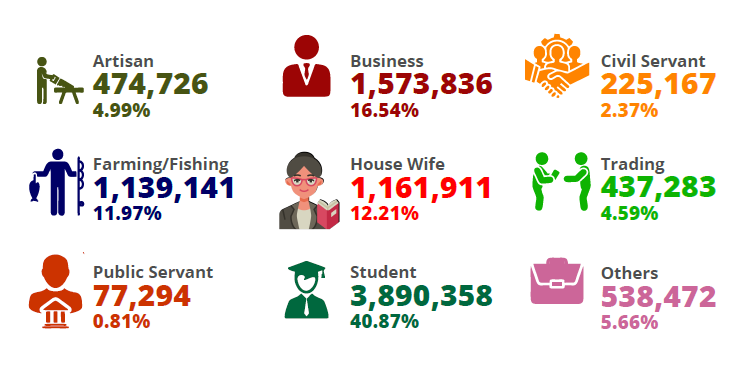 Artisan
474,726
4.99%
Business
1,573,836
16.54%
Civil Servant
225,167
2.37%
Farming/Fishing
1,139,141
11.97%
House Wife
1,161,911
12.21%
Trading
437,283
4.59%
Public Servant
77,294
0.81%
Student
3,890,358
40.87%
Others
538,472
5.66%